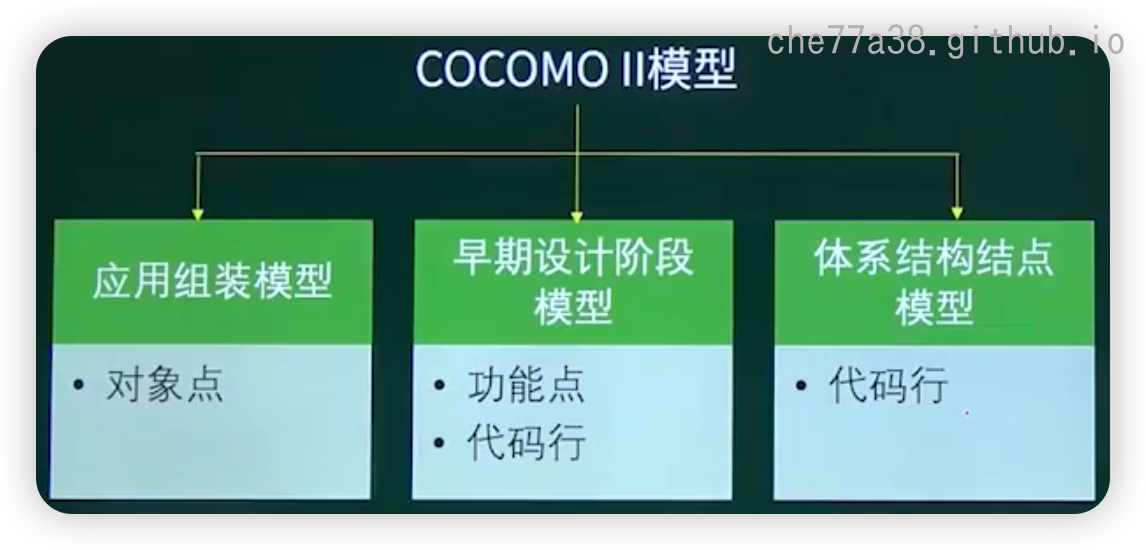 che77a38.github.io
COCOMO II模型
应用组装模型
• 对象点
早期设计阶段
模型
• 功能点
• 代码行
体系结构结点
模型
• 代码行